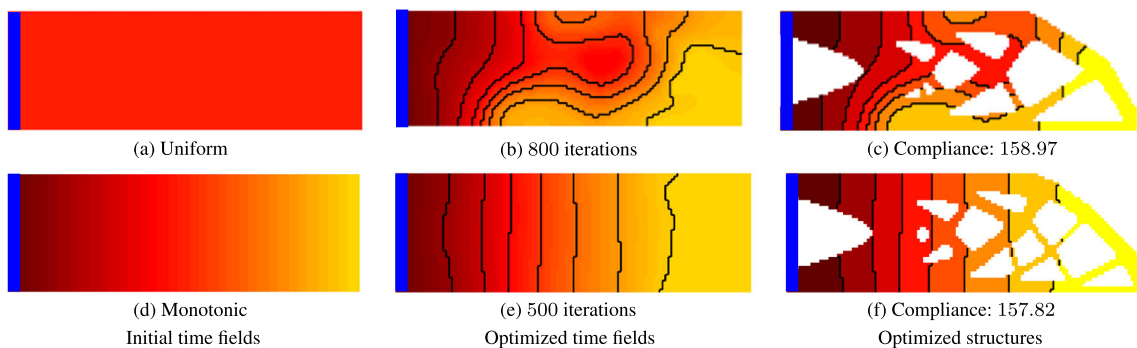 (a) Uniform
(b) 800 iterations
(c) Compliance: 158.97
(d) Monotonic
(e) 500 iterations
(f) Compliance: 157.82
Initial time fields
Optimized time fields
Optimized structures